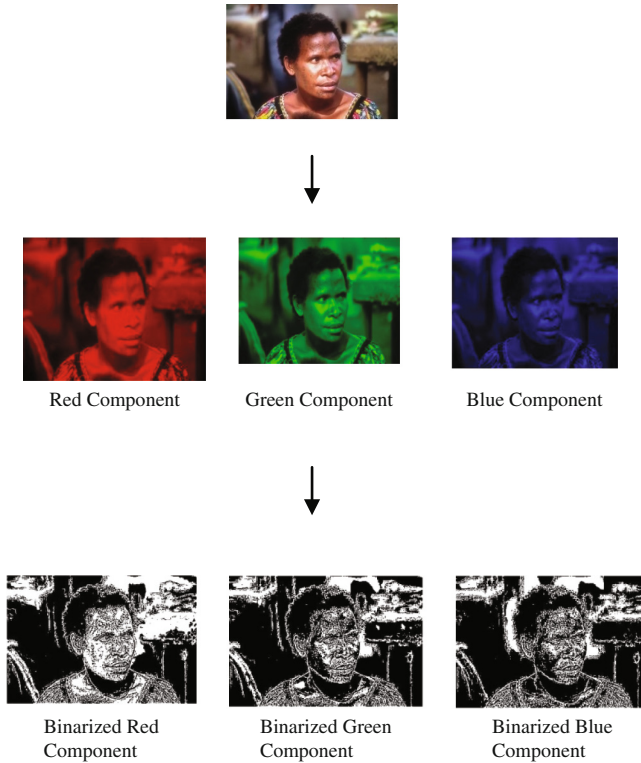 Red Component
Green Component
Blue Component
Binarized Red
Component
Binarized Green
Component
Binarized Blue
Component